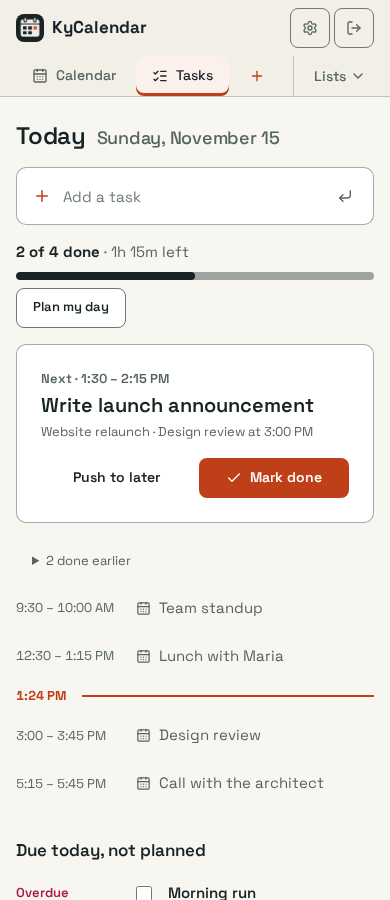 KyCalendar
Calendar
Tasks
Lists
Today Sunday, November 15
Add a task
2 of 4 done · 1h 15m left
Plan my day
Next · 1:30 – 2:15 PM
Write launch announcement
Website relaunch · Design review at 3:00 PM
Push to later
Mark done
2 done earlier
9:30 – 10:00 AM Team standup
12:30 – 1:15 PM Lunch with Maria
1:24 PM
3:00 – 3:45 PM Design review
5:15 – 5:45 PM Call with the architect
Due today, not planned
Overdue Morning run